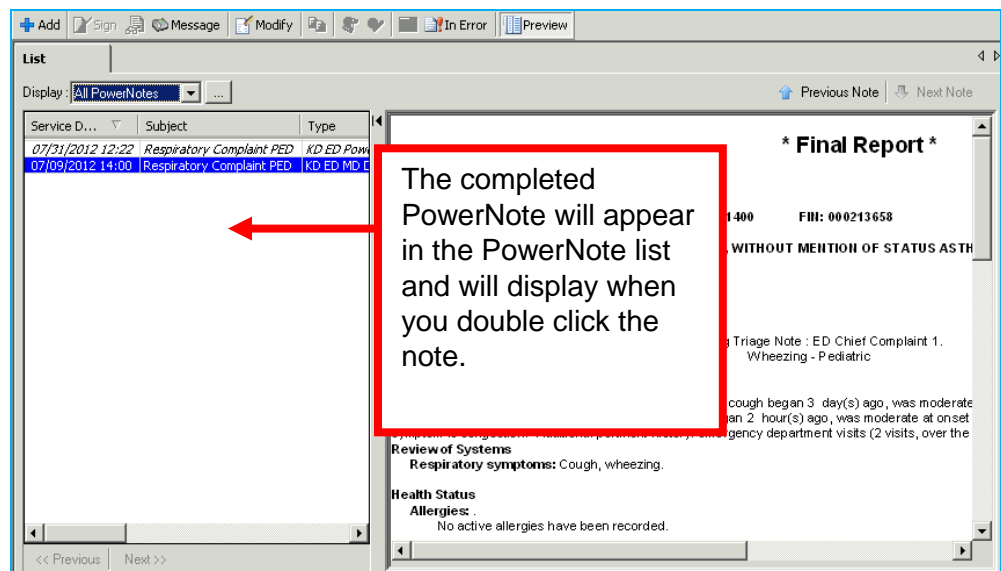 Add Sign Message Modify In Error Preview
List
Display : All PowerNotes ... Previous Note Next Note
Service D... Subject Type
07/31/2012 12:22 Respiratory Complaint PED KD ED Pow
07/09/2012 14:00 Respiratory Complaint PED KD ED MD
* Final Report *
The completed
PowerNote will appear
in the PowerNote list
and will display when
you double click the
note.
1400 FIN: 000213658
WITHOUT MENTION OF STATUS ASTH
Triage Note : ED Chief Complaint 1.
Wheezing - Pediatric
cough began 3 day(s) ago, was moderate
an 2 hour(s) ago, was moderate at onset
emergency department visits (2 visits, over the
Review of Systems
Respiratory symptoms: Cough, wheezing.
Health Status
Allergies: .
No active allergies have been recorded.
<< Previous Next >>